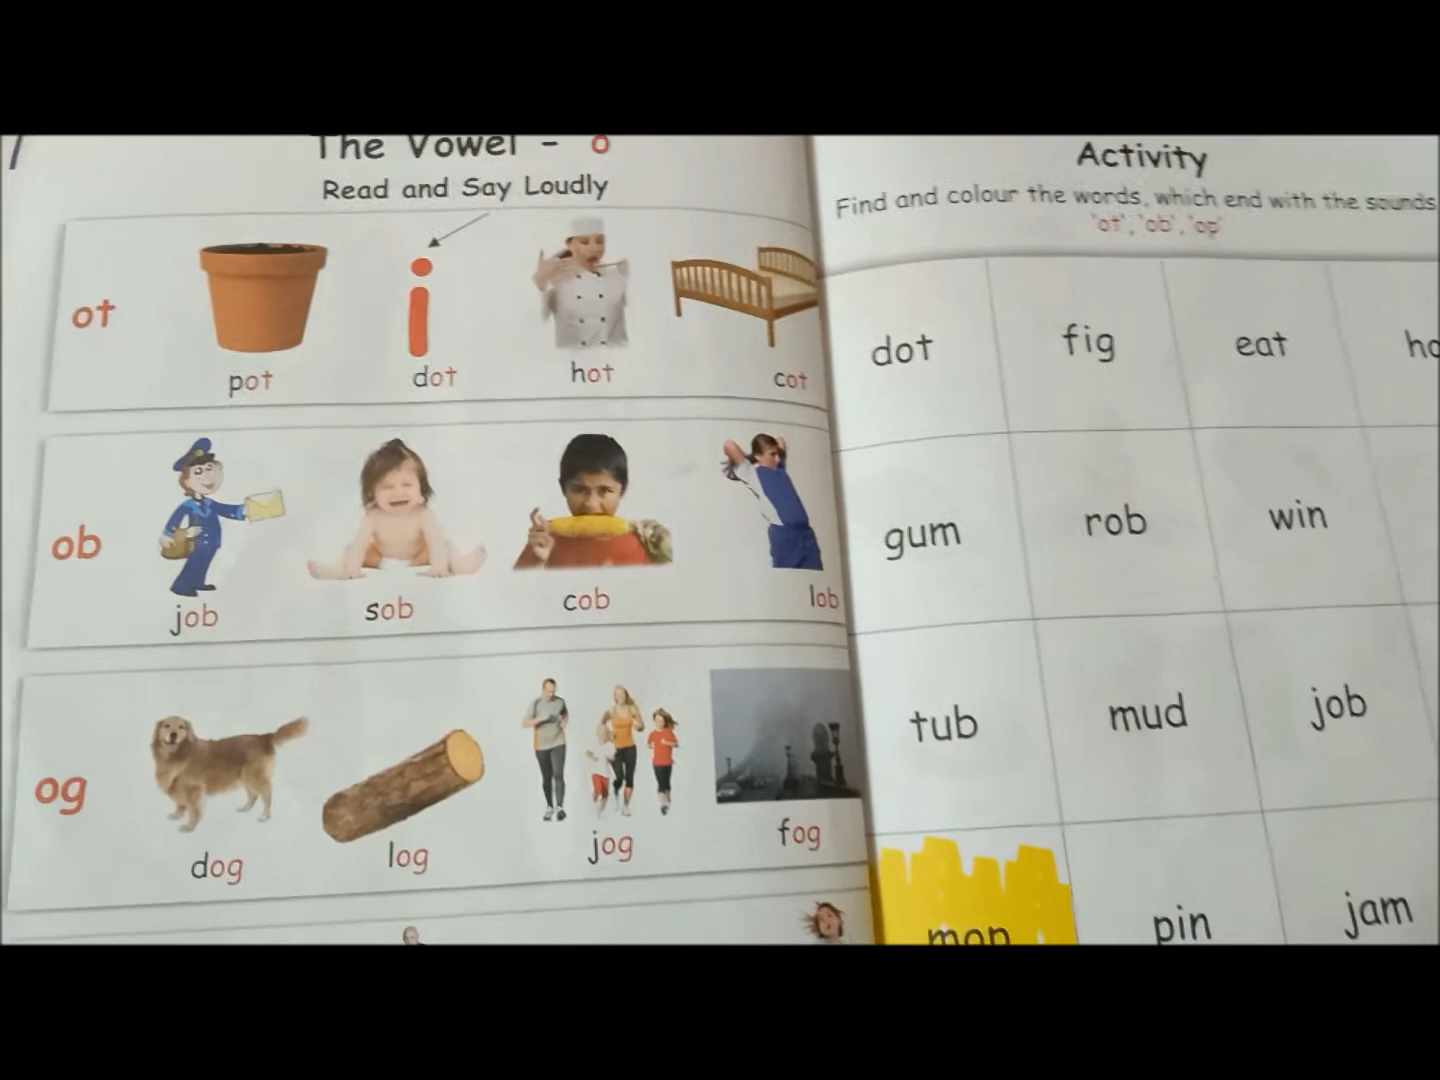 The Vowel - o
Read and Say Loudly
ot
pot dot hot cot
ob
job sob cob lob
og
dog log jog fog
Activity
Find and colour the words, which end with the sounds
'ot', 'ob', 'op'
dot fig eat
gum rob win
tub mud job
mop pin jam